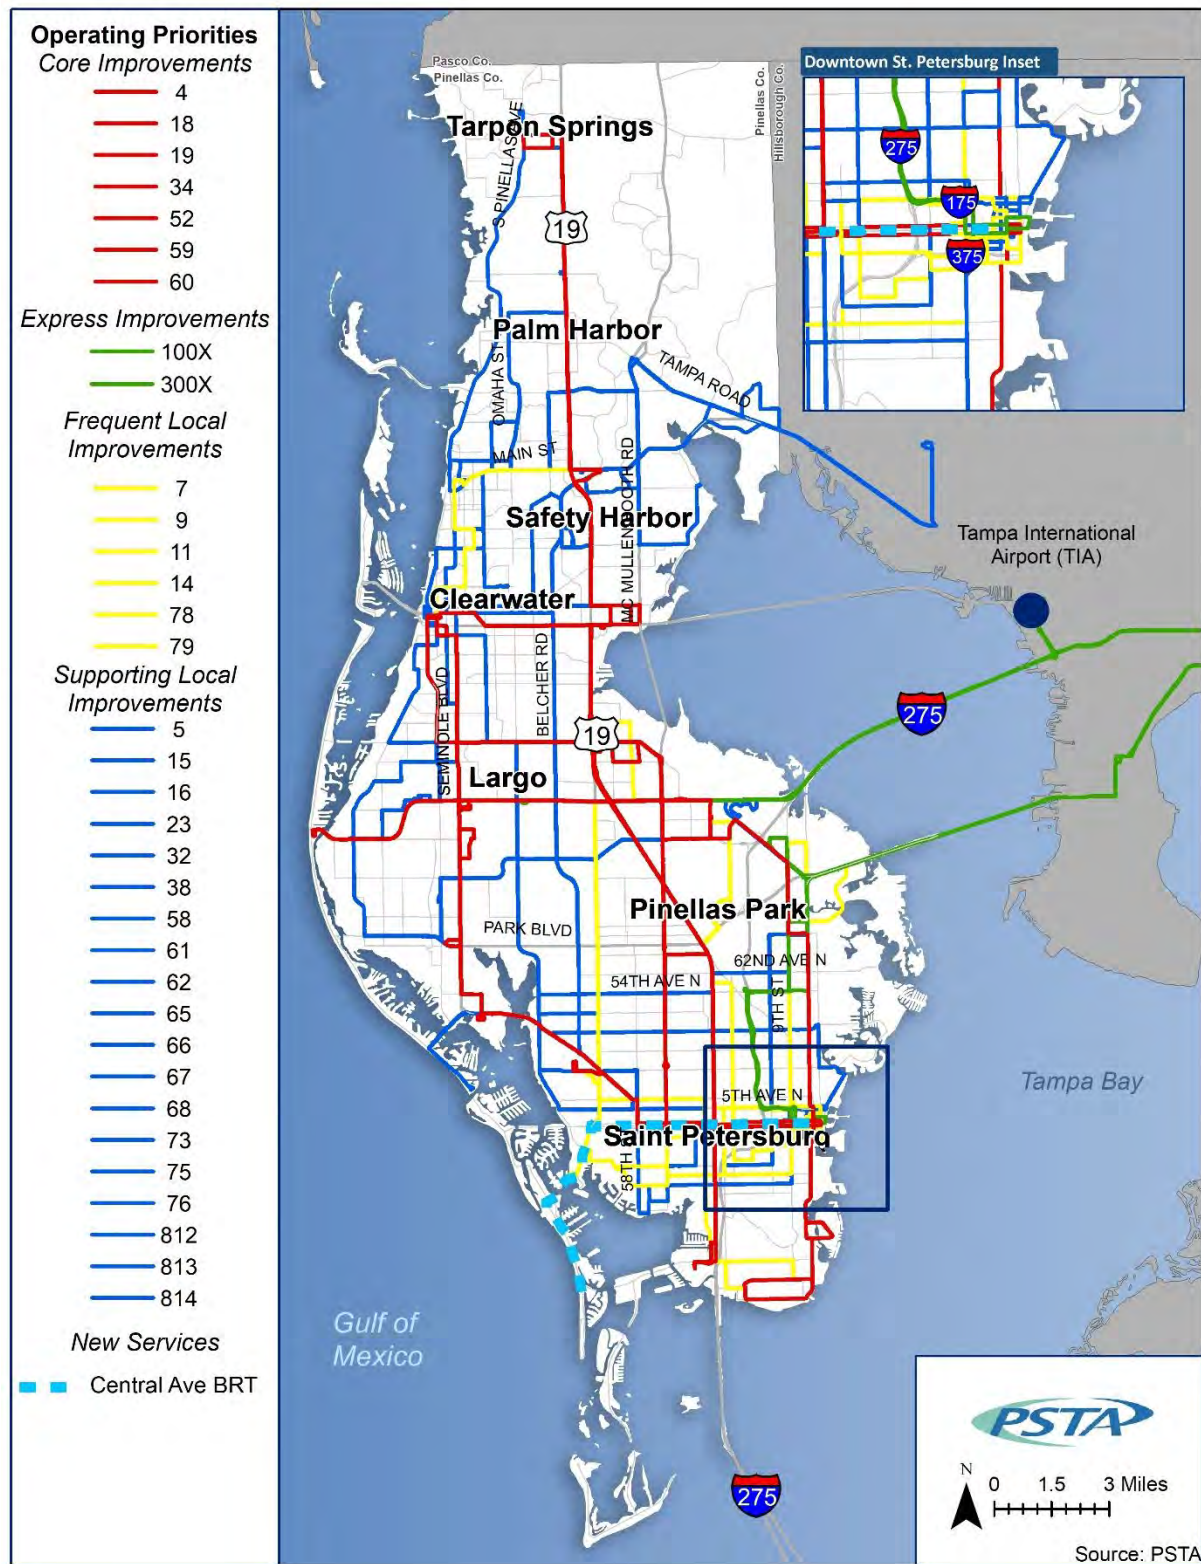 Operating Priorities
Core Improvements
4
18
19
34
52
59
60
Express Improvements
100X
300X
Frequent Local
Improvements
7
9
11
14
78
79
Supporting Local
Improvements
5
15
16
23
32
38
58
61
62
65
66
67
68
73
75
76
812
813
814
New Services
Central Ave BRT
Pasco Co.
Pinellas Co.
Pinellas Co.
Hillsborough Co.
Downtown St. Petersburg Inset
275
175
375
Tarpon Springs
S PINELLAS AVE
19
Palm Harbor
OMAHA ST
TAMPA ROAD
MAIN ST
MC MULLEN BOOTH RD
Safety Harbor
Tampa International
Airport (TIA)
Clearwater
BELCHER RD
SEMINOLE BLVD
19
275
Largo
Pinellas Park
PARK BLVD
62ND AVE N
54TH AVE N
9TH ST
5TH AVE N
Saint Petersburg
58TH ST
Tampa Bay
Gulf of
Mexico
275
PSTA
N
0 1.5 3 Miles
Source: PSTA